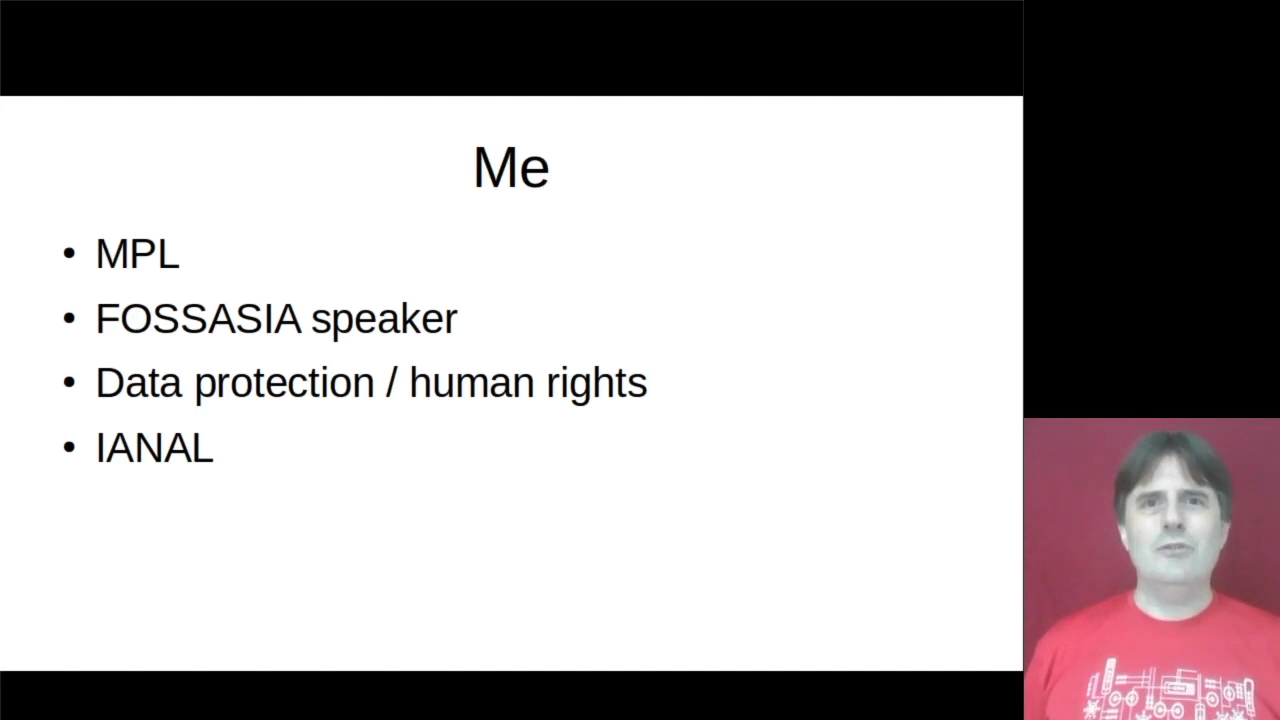 Me
• MPL
• FOSSASIA speaker
• Data protection / human rights
• IANAL